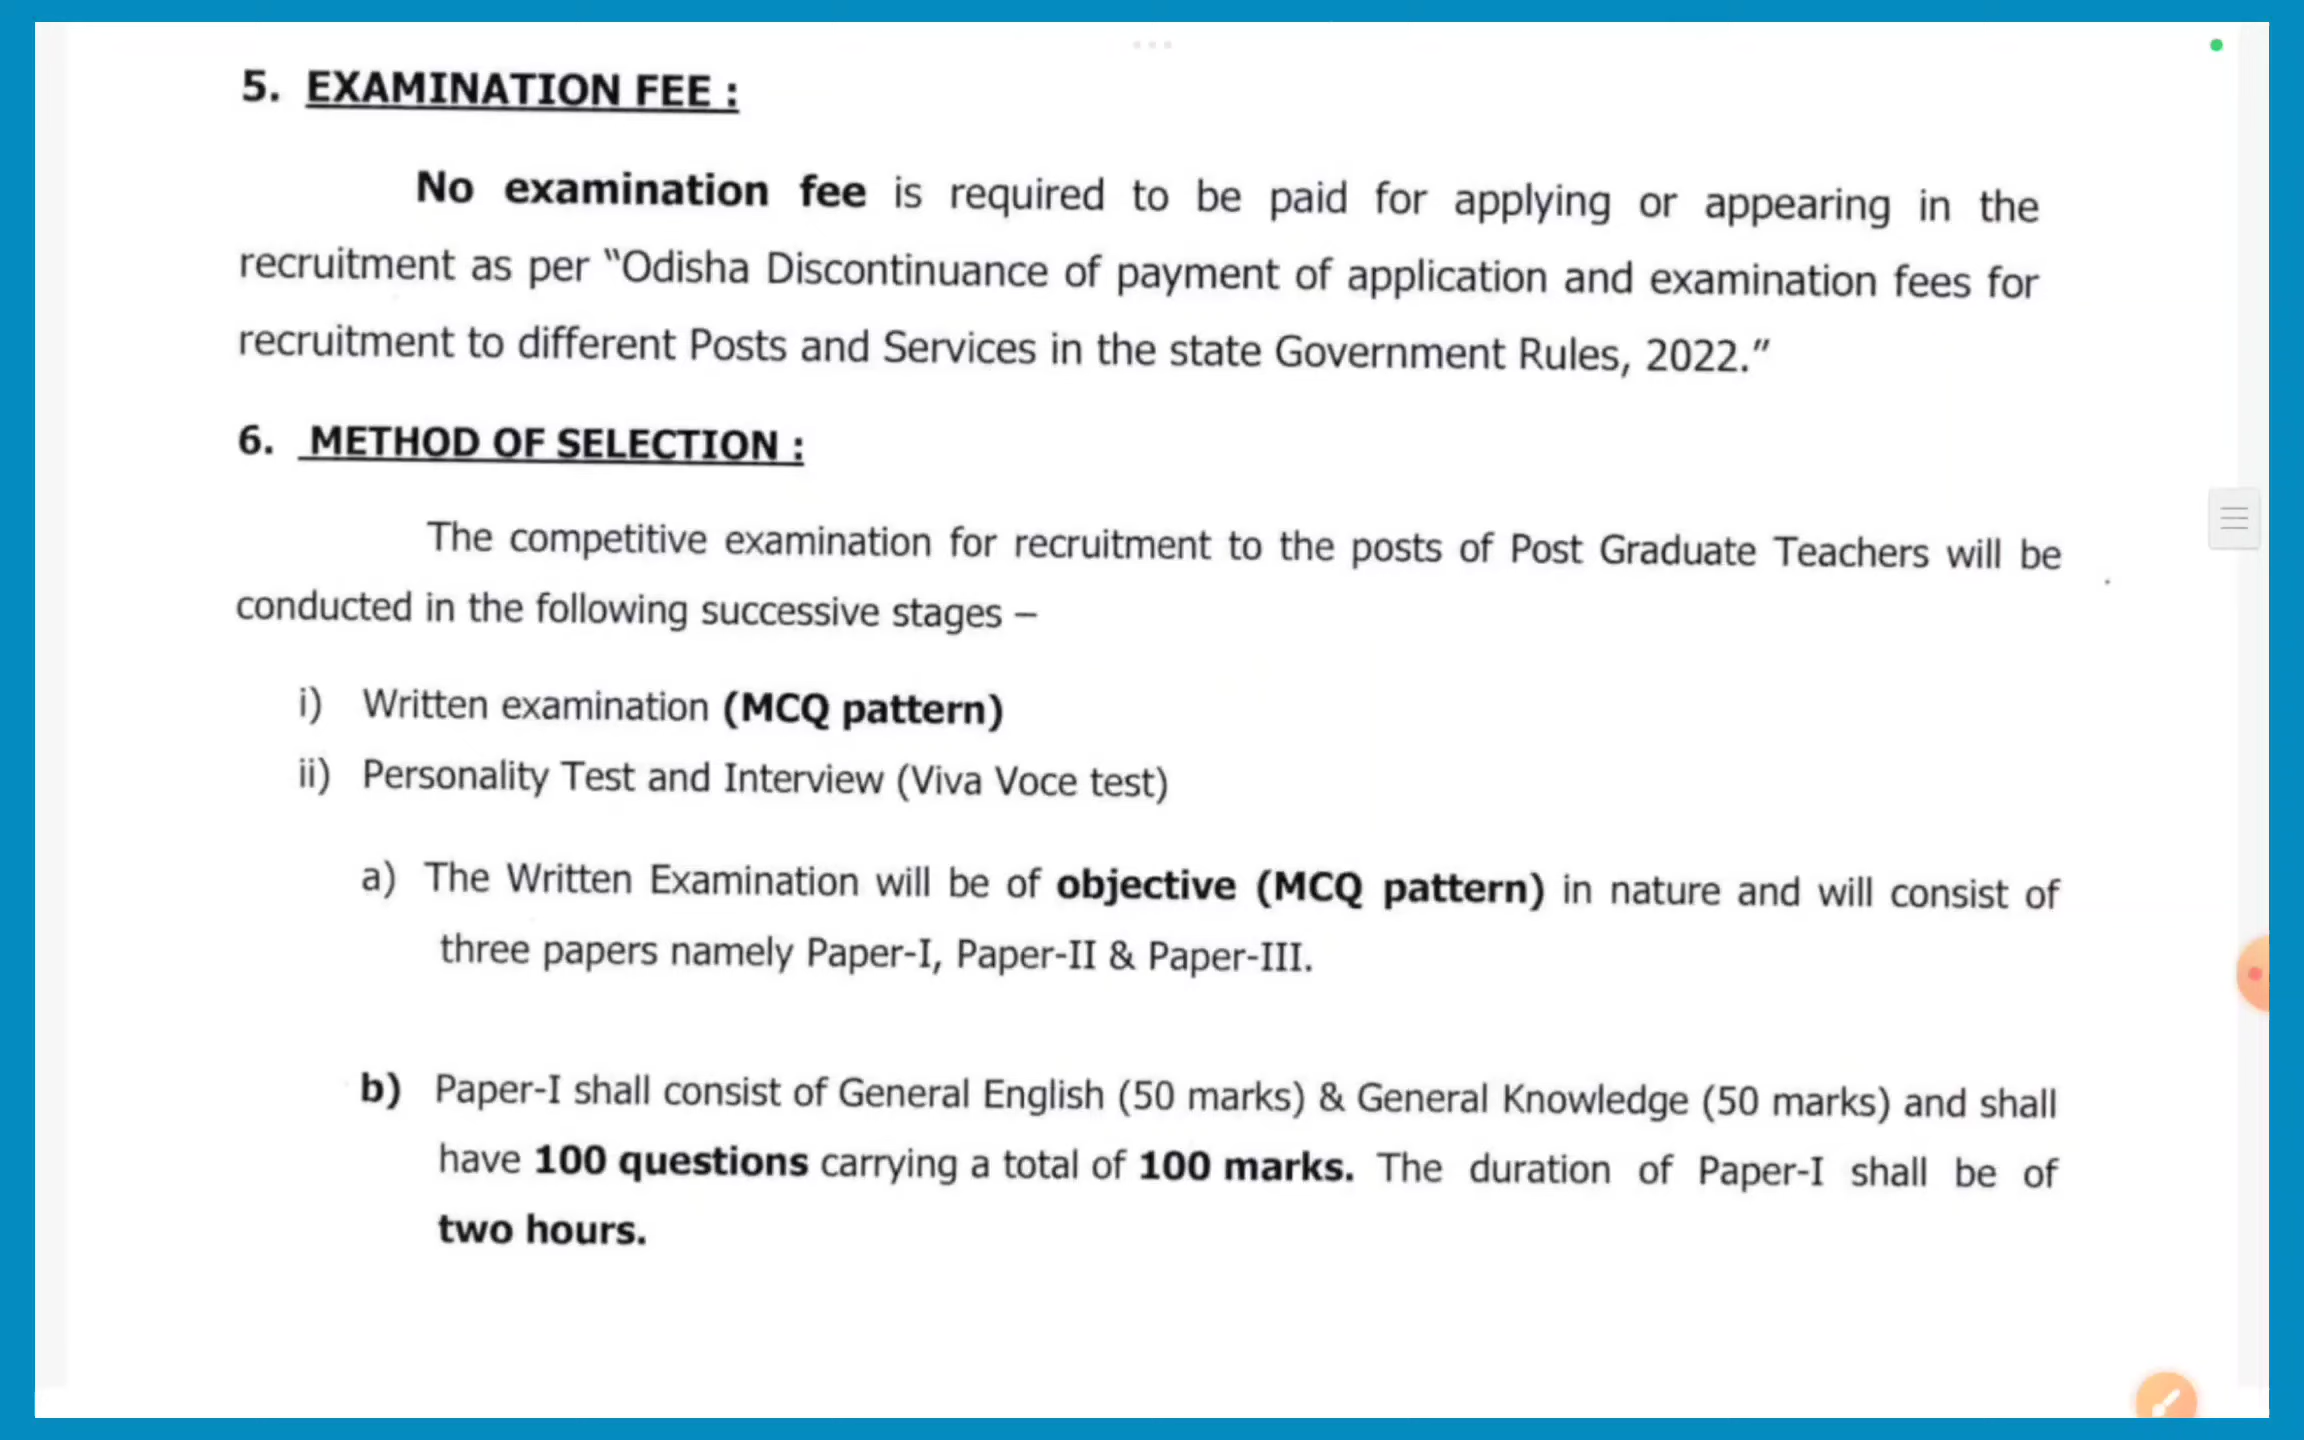 5. EXAMINATION FEE :
No examination fee is required to be paid for applying or appearing in the
recruitment as per “Odisha Discontinuance of payment of application and examination fees for
recruitment to different Posts and Services in the state Government Rules, 2022.”
6. METHOD OF SELECTION :
The competitive examination for recruitment to the posts of Post Graduate Teachers will be
conducted in the following successive stages –
i) Written examination (MCQ pattern)
ii) Personality Test and Interview (Viva Voce test)
a) The Written Examination will be of objective (MCQ pattern) in nature and will consist of
three papers namely Paper-I, Paper-II & Paper-III.
b) Paper-I shall consist of General English (50 marks) & General Knowledge (50 marks) and shall
have 100 questions carrying a total of 100 marks. The duration of Paper-I shall be of
two hours.